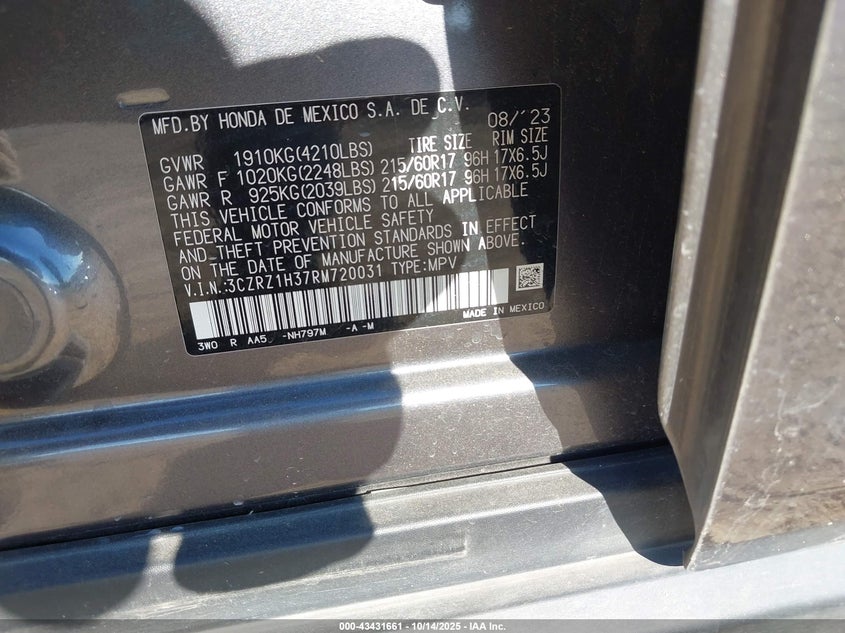 MFD.BY HONDA DE MEXICO S.A. DE C.V. 08/'23
GVWR 1910KG(4210LBS) TIRE SIZE RIM SIZE
GAWR F 1020KG(2248LBS) 215/60R17 96H 17X6.5J
GAWR R 925KG(2039LBS) 215/60R17 96H 17X6.5J
THIS VEHICLE CONFORMS TO ALL APPLICABLE
FEDERAL MOTOR VEHICLE SAFETY
AND THEFT PREVENTION STANDARDS IN EFFECT
ON THE DATE OF MANUFACTURE SHOWN ABOVE.
V.I.N.:3CZRZ1H37RM720031 TYPE:MPV
MADE IN MEXICO
3W0 R AA5 -NH797M -A-M
000-43431661 | 10/14/2025 | IAA Inc.